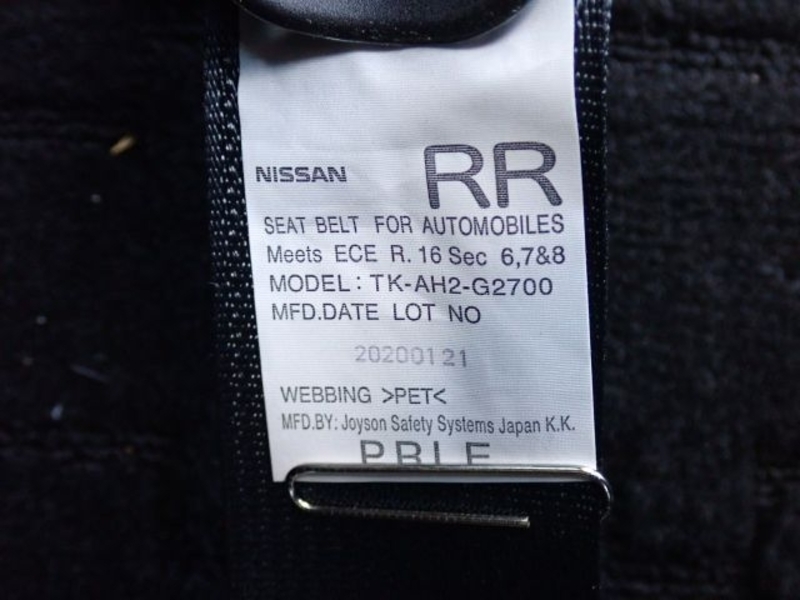 NISSAN RR
SEAT BELT FOR AUTOMOBILES
Meets ECE R. 16 Sec 6,7&8
MODEL: TK-AH2-G2700
MFD.DATE LOT NO
20200121
WEBBING >PET<
MFD.BY: Joyson Safety Systems Japan K.K.